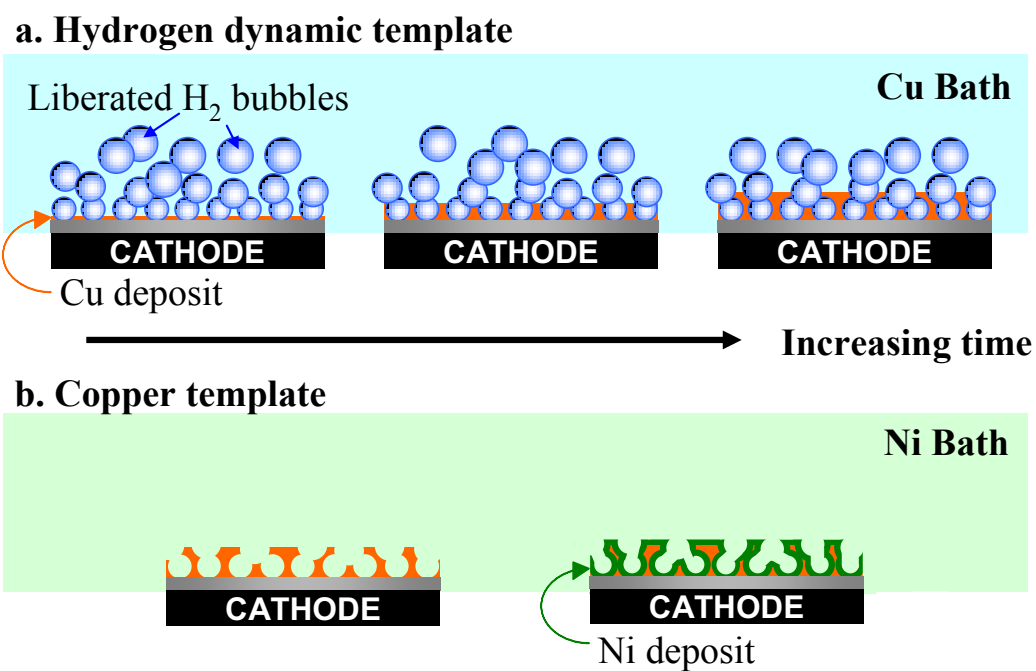 a. Hydrogen dynamic template
Cu Bath
Liberated H₂ bubbles
CATHODE
CATHODE
CATHODE
Cu deposit
Increasing time
b. Copper template
Ni Bath
CATHODE
CATHODE
Ni deposit